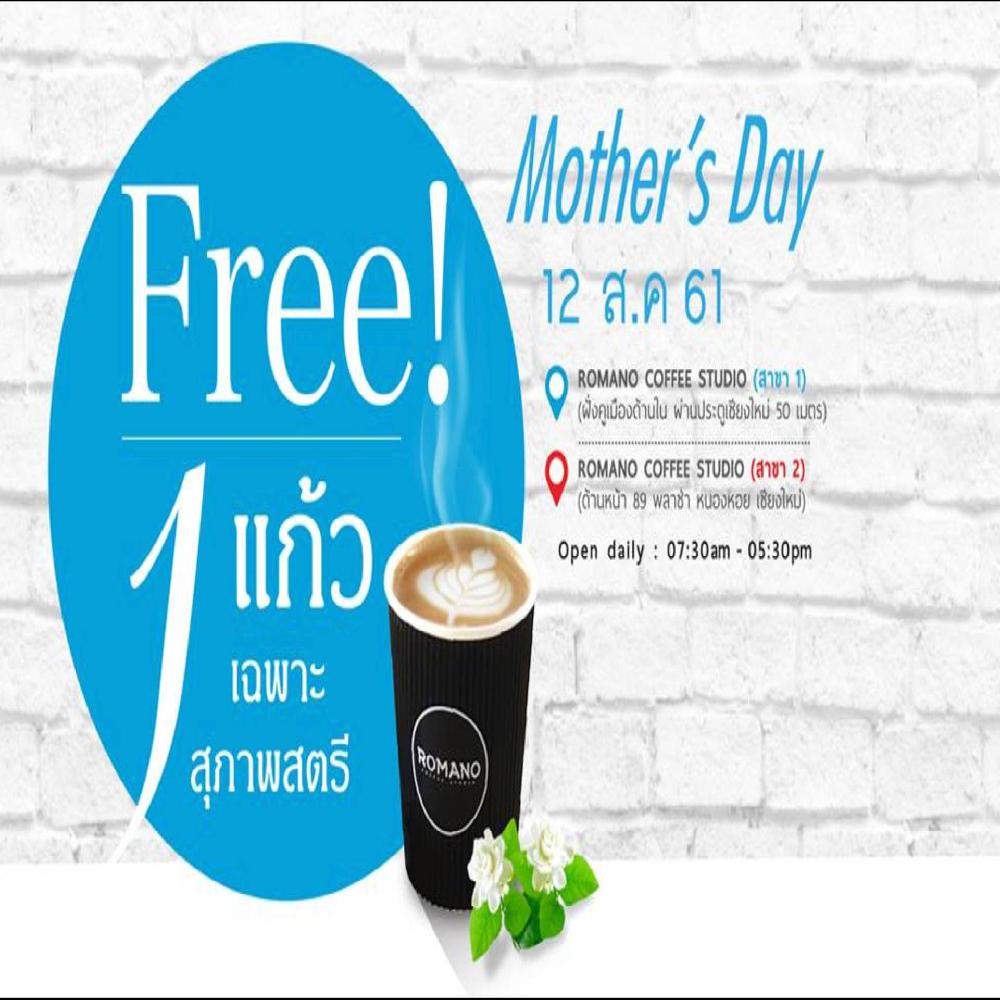 Free!
1 แก้ว
เฉพาะ
สุภาพสตรี
Mother's Day
12 ส.ค 61
ROMANO COFFEE STUDIO (สาขา 1)
(ฝั่งคูเมืองด้านใน ผ่านประตูเชียงใหม่ 50 เมตร)
ROMANO COFFEE STUDIO (สาขา 2)
(ด้านหน้า 89 พลาซ่า หนองหอย เชียงใหม่)
Open daily : 07:30am - 05:30pm
ROMANO
COFFEE STUDIO